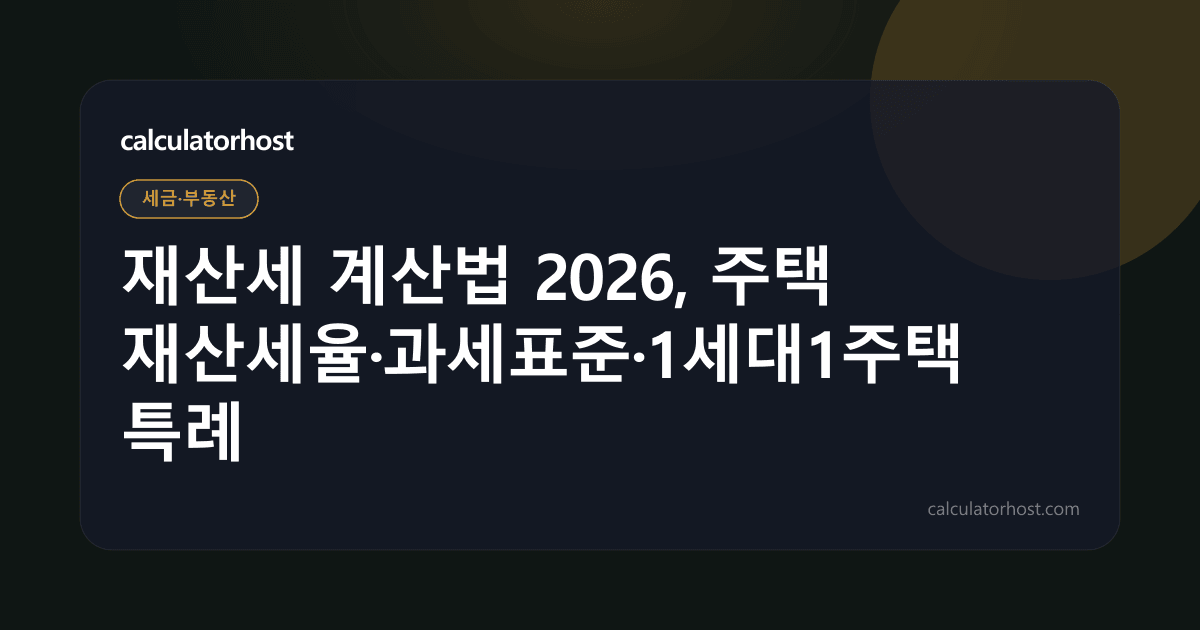 calculatorhost
세금·부동산
재산세 계산법 2026, 주택
재산세율·과세표준·1세대1주택
특례
calculatorhost.com